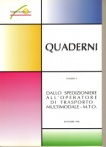 QUADERNI
DALLO SPEDIZIONIERE
ALL'OPERATORE
DI TRASPORTO
MULTIMODALE - M.T.O.